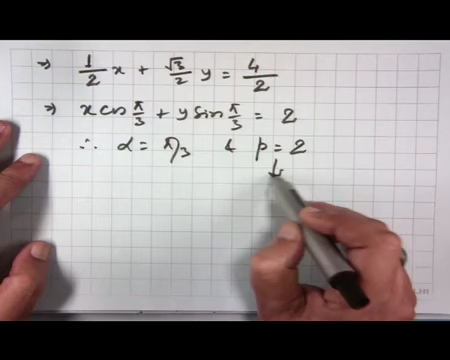 ⇒ 1/2 x + √3/2 y = 4/2
⇒ x cos π/3 + y sin π/3 = 2
∴ α = π/3 & p = 2
↓